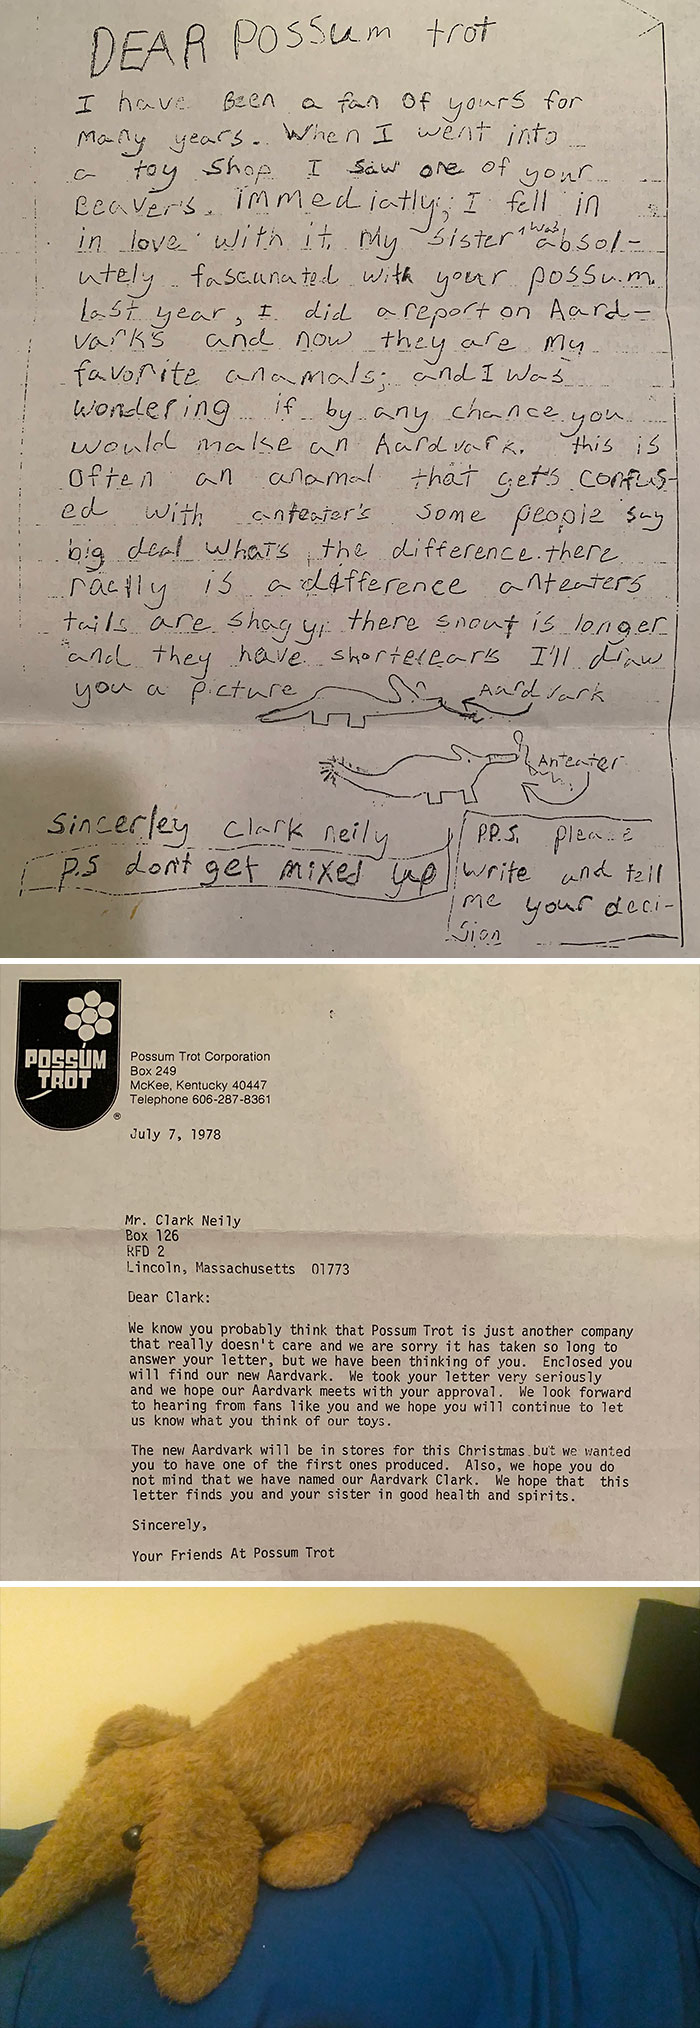 DEAR Possum trot
I have Been a fan of yours for
many years. When I went into
a toy shop I saw one of your
Beavers. immediatly; I fell in
in love with it. My sister was absol-
utely fascunated with your possum.
Last year, I did a report on Aard-
varks and now they are my
favorite anamals; and I was
wondering if by any chance you
would make an Aardvark. this is
often an anamal that gets confus-
ed with anteater's some people say
big deal whats the difference. there
raelly is a difference anteaters
tails are shagy, there snout is longer
and they have shorter ears I'll draw
you a picture
Aardvark
Anteater
Sincerley Clark neily
P.S don't get mixed up
P.P.S. please
write and tell
me your deci-
sion
POSSUM
TROT
®
Possum Trot Corporation
Box 249
McKee, Kentucky 40447
Telephone 606-287-8361
July 7, 1978
Mr. Clark Neily
Box 126
RFD 2
Lincoln, Massachusetts 01773
Dear Clark:
We know you probably think that Possum Trot is just another company
that really doesn't care and we are sorry it has taken so long to
answer your letter, but we have been thinking of you. Enclosed you
will find our new Aardvark. We took your letter very seriously
and we hope our Aardvark meets with your approval. We look forward
to hearing from fans like you and we hope you will continue to let
us know what you think of our toys.
The new Aardvark will be in stores for this Christmas but we wanted
you to have one of the first ones produced. Also, we hope you do
not mind that we have named our Aardvark Clark. We hope that this
letter finds you and your sister in good health and spirits.
Sincerely,
Your Friends At Possum Trot